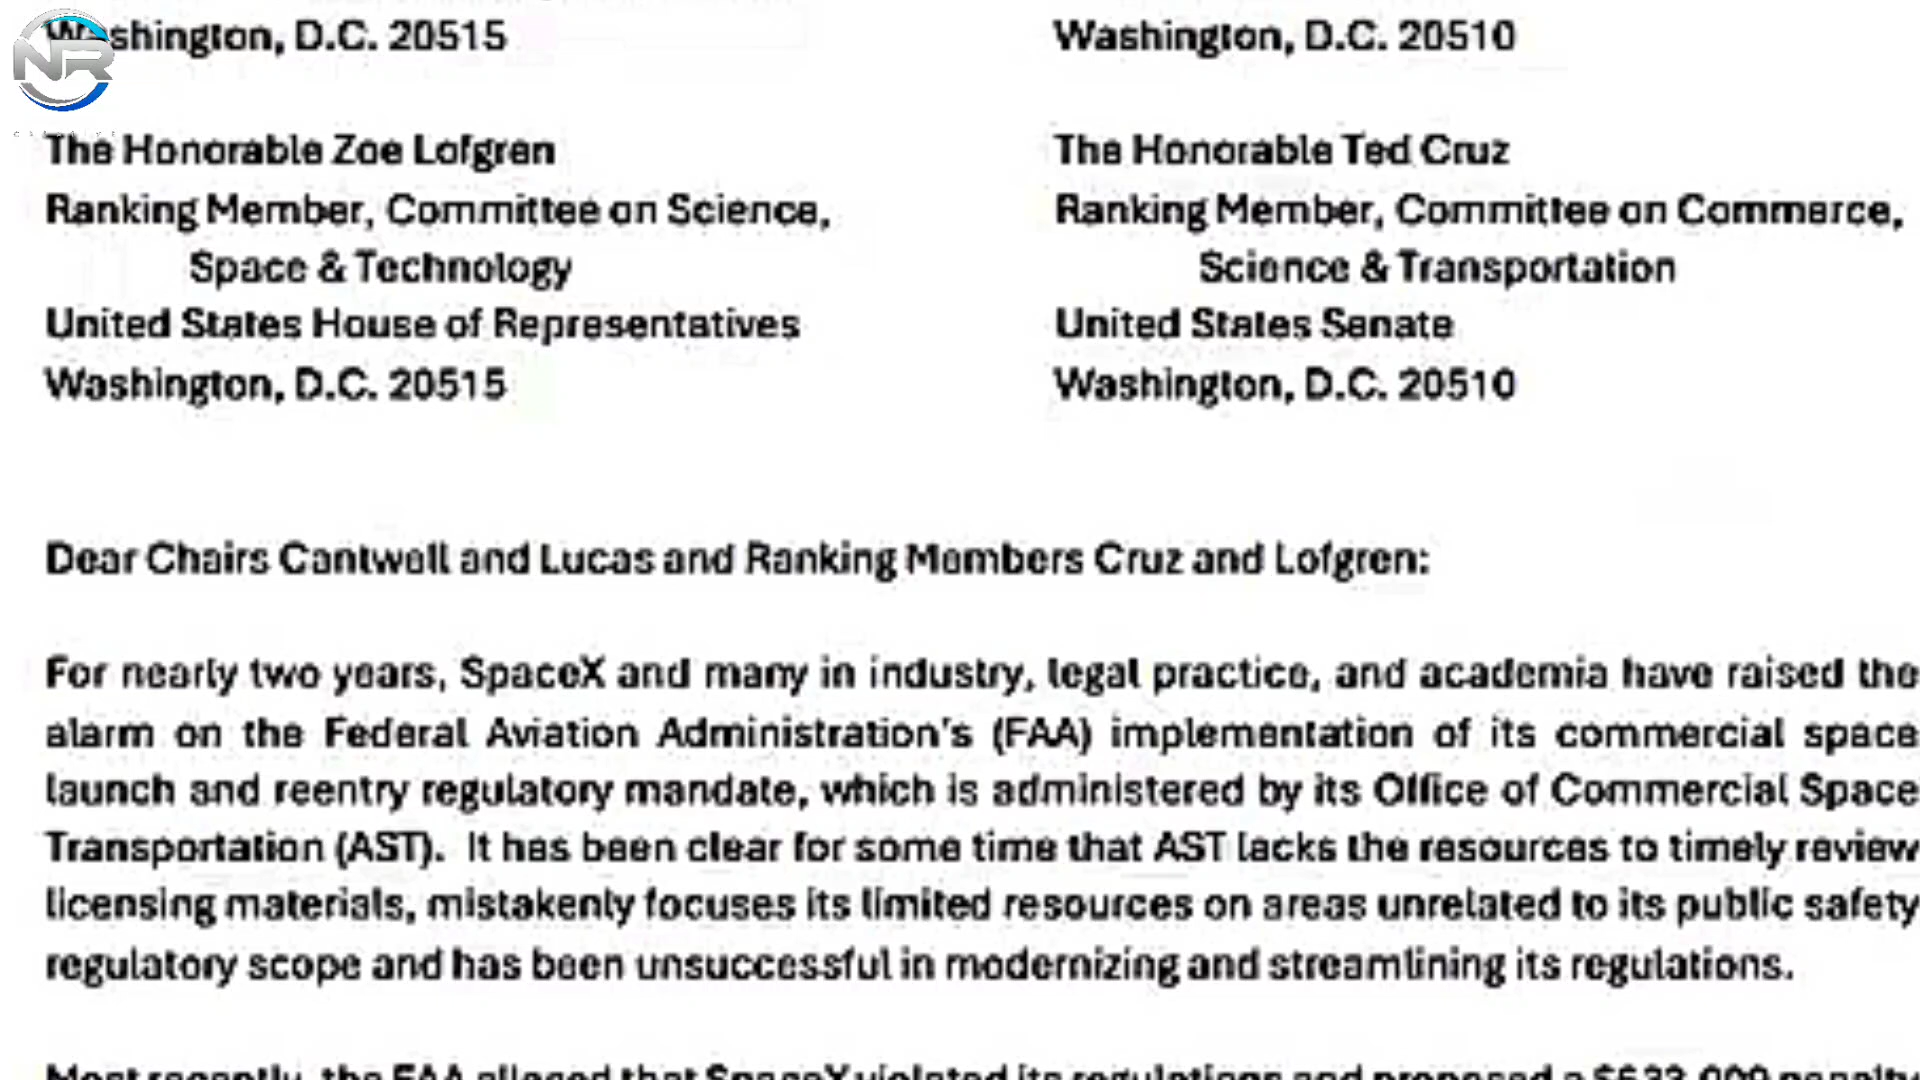 Washington, D.C. 20515
Washington, D.C. 20510
NR
CREATIVE
The Honorable Zoe Lofgren
Ranking Member, Committee on Science,
Space & Technology
United States House of Representatives
Washington, D.C. 20515
The Honorable Ted Cruz
Ranking Member, Committee on Commerce,
Science & Transportation
United States Senate
Washington, D.C. 20510
Dear Chairs Cantwell and Lucas and Ranking Members Cruz and Lofgren:
For nearly two years, SpaceX and many in industry, legal practice, and academia have raised the
alarm on the Federal Aviation Administration's (FAA) implementation of its commercial space
launch and reentry regulatory mandate, which is administered by its Office of Commercial Space
Transportation (AST). It has been clear for some time that AST lacks the resources to timely review
licensing materials, mistakenly focuses its limited resources on areas unrelated to its public safety
regulatory scope and has been unsuccessful in modernizing and streamlining its regulations.
Most recently, the FAA alleged that SpaceX violated its regulations and proposed a $633,009 penalty